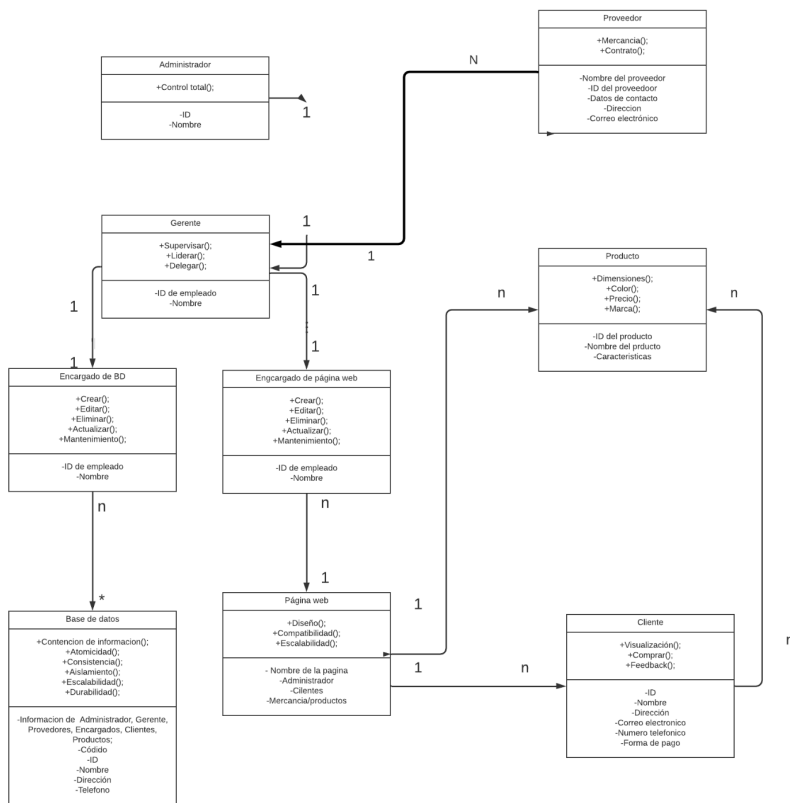 Proveedor
+Mercancia();
+Contrato();
-Nombre del proveedor
-ID del proveedoor
-Datos de contacto
-Direccion
-Correo electrónico
N
Administrador
+Control total();
-ID
-Nombre
1
Gerente
+Supervisar();
+Liderar();
+Delegar();
-ID de empleado
-Nombre
1
1
1
1
1
1
Producto
+Dimensiones();
+Color();
+Precio();
+Marca();
-ID del producto
-Nombre del prducto
-Caracteristicas
n
n
Encargado de BD
+Crear();
+Editar();
+Eliminar();
+Actualizar();
+Mantenimiento();
-ID de empleado
-Nombre
n
*
Engcargado de página web
+Crear();
+Editar();
+Eliminar();
+Actualizar();
+Mantenimiento();
-ID de empleado
-Nombre
n
1
Base de datos
+Contencion de informacion();
+Atomicidad();
+Consistencia();
+Aislamiento();
+Escalabilidad();
+Durabilidad();
-Informacion de Administrador, Gerente,
Provedores, Encargados, Clientes,
Productos;
-Códido
-ID
-Nombre
-Dirección
-Telefono
Página web
+Diseño();
+Compatibilidad();
+Escalabilidad();
- Nombre de la pagina
-Administrador
-Cilentes
-Mercancia/productos
1
1
n
Cliente
+Visualización();
+Comprar();
+Feedback();
-ID
-Nombre
-Dirección
-Correo electronico
-Numero telefonico
-Forma de pago